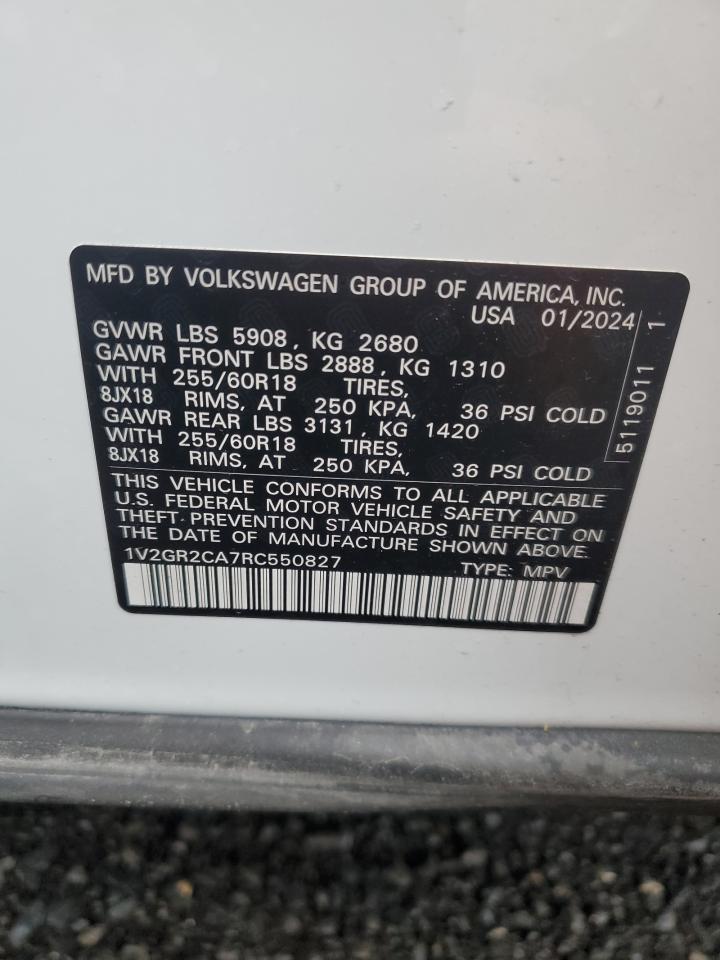 MFD BY VOLKSWAGEN GROUP OF AMERICA, INC.
USA 01/2024
GVWR LBS 5908, KG 2680
GAWR FRONT LBS 2888, KG 1310
WITH 255/60R18 TIRES,
8JX18 RIMS, AT 250 KPA, 36 PSI COLD
GAWR REAR LBS 3131, KG 1420
WITH 255/60R18 TIRES,
8JX18 RIMS, AT 250 KPA, 36 PSI COLD
THIS VEHICLE CONFORMS TO ALL APPLICABLE
U.S. FEDERAL MOTOR VEHICLE SAFETY AND
THEFT PREVENTION STANDARDS IN EFFECT ON
THE DATE OF MANUFACTURE SHOWN ABOVE.
1V2GR2CA7RC550827 TYPE: MPV
5119011 1